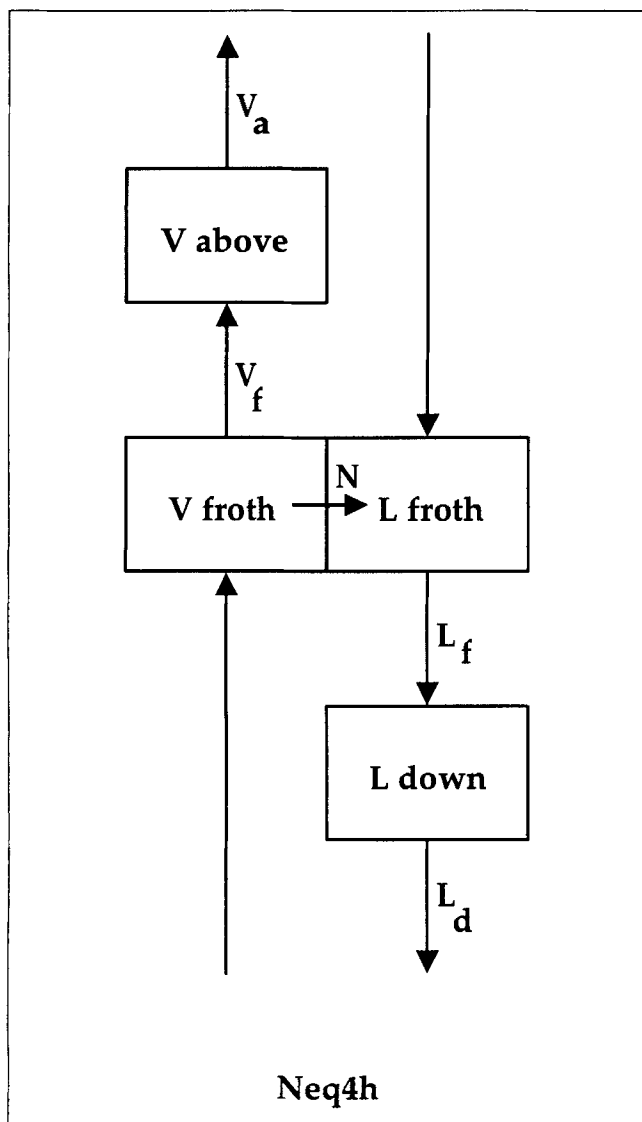 V_a
V above
V_f
N
V froth
L froth
L_f
L down
L_d
Neq4h